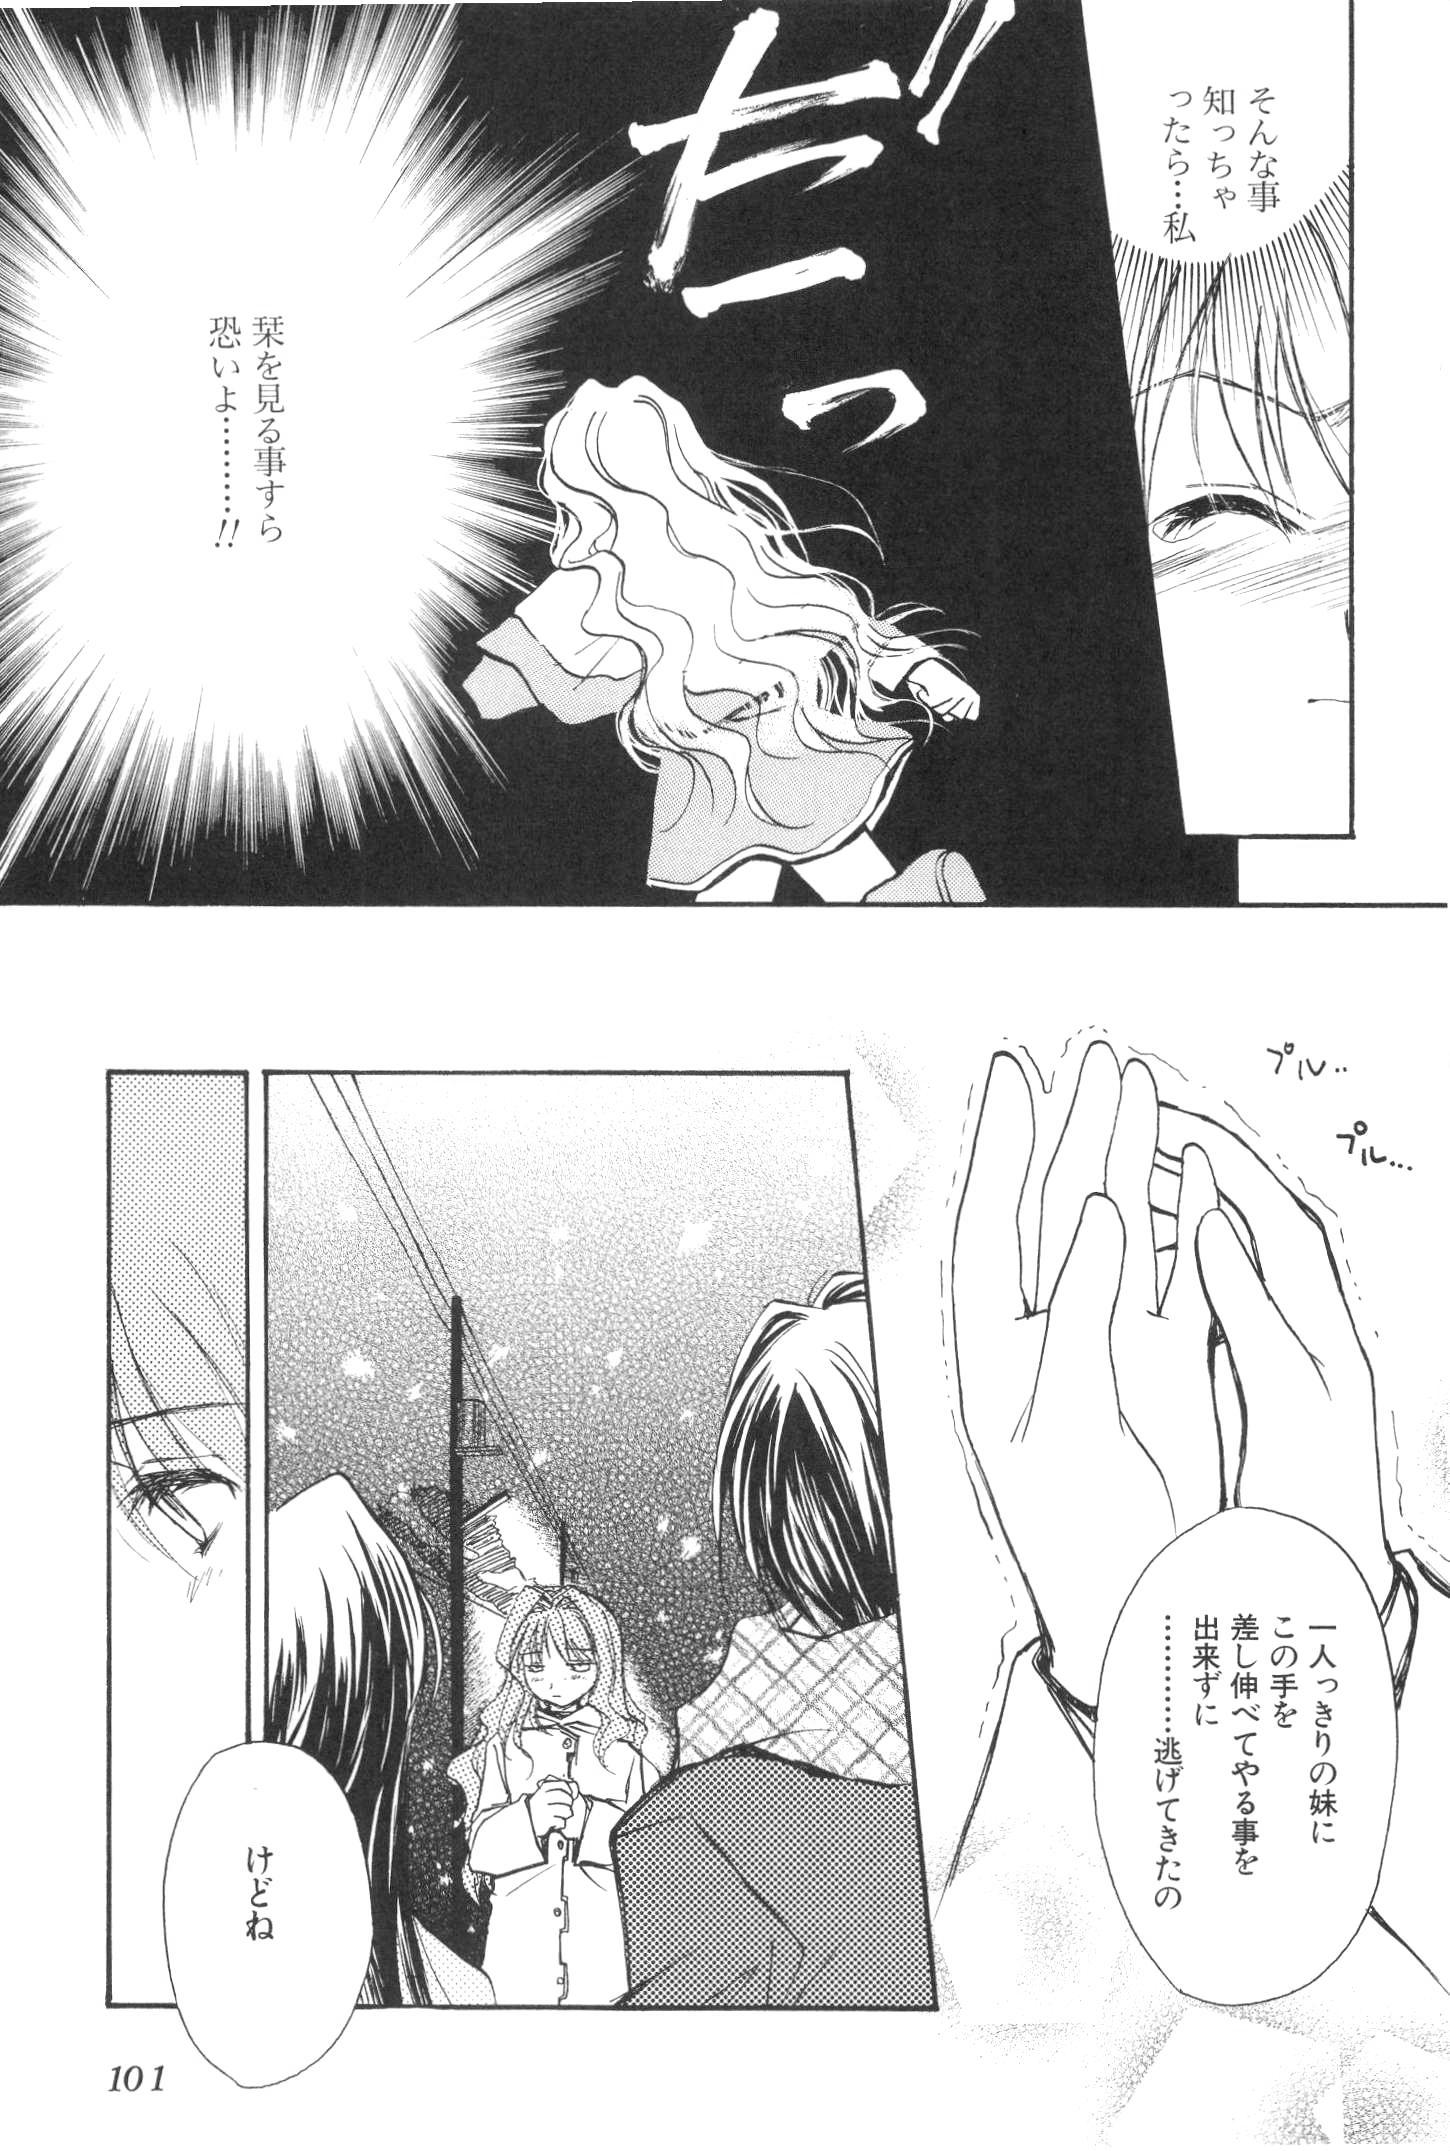 そんな事
知っちゃ
ったら…私
ダッ!!
栞を見る事すら
恐いよ………!!
プル‥
プル…
一人っきりの妹に
この手を
差し伸べてやる事を
出来ずに
…………逃げてきたの
けどね
101